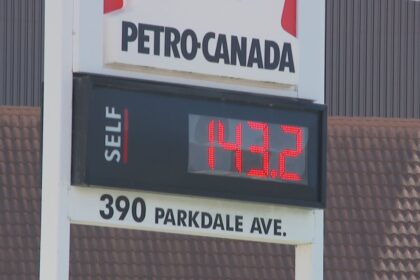 PETRO-CANADA
SELF
143.2
390 PARKDALE AVE.